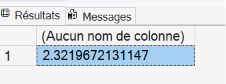 Résultats Messages
(Aucun nom de colonne)
1 2.3219672131147